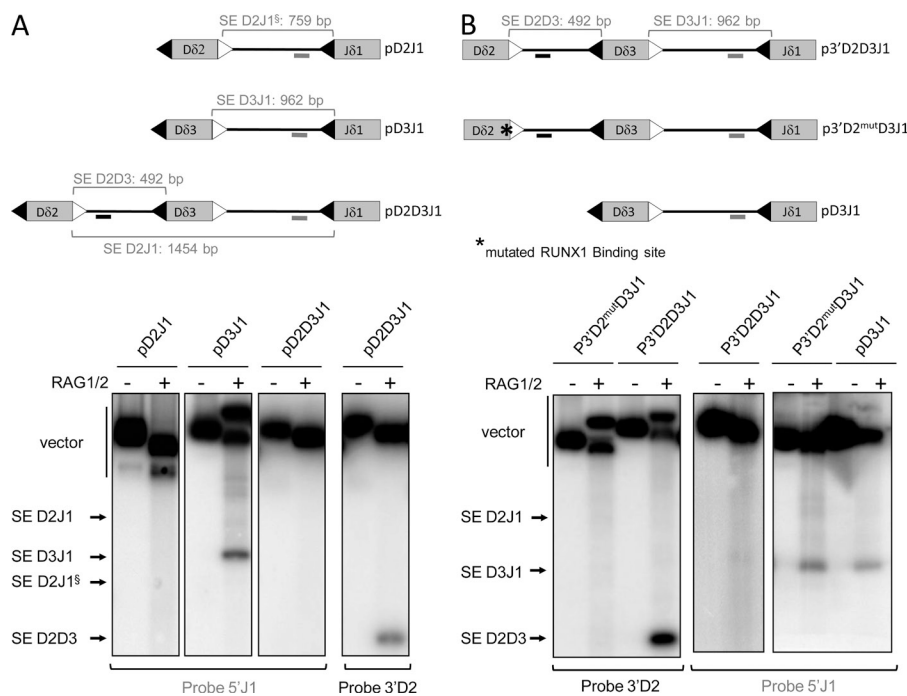 A
SE D2J1§: 759 bp
Dδ2 Jδ1 pD2J1
SE D3J1: 962 bp
Dδ3 Jδ1 pD3J1
SE D2D3: 492 bp
Dδ2 Dδ3 Jδ1 pD2D3J1
SE D2J1: 1454 bp
pD2J1 pD3J1 pD2D3J1 pD2D3J1
RAG1/2 - + - + - + - +
vector
SE D2J1
SE D3J1
SE D2J1§
SE D2D3
Probe 5'J1 Probe 3'D2
B
SE D2D3: 492 bp SE D3J1: 962 bp
Dδ2 Dδ3 Jδ1 p3'D2D3J1
Dδ2 * Dδ3 Jδ1 p3'D2mutD3J1
Dδ3 Jδ1 pD3J1
*mutated RUNX1 Binding site
P3'D2mutD3J1 P3'D2D3J1 P3'D2D3J1 P3'D2mutD3J1 pD3J1
RAG1/2 - + - + - + - + - +
vector
SE D2J1
SE D3J1
SE D2D3
Probe 3'D2 Probe 5'J1